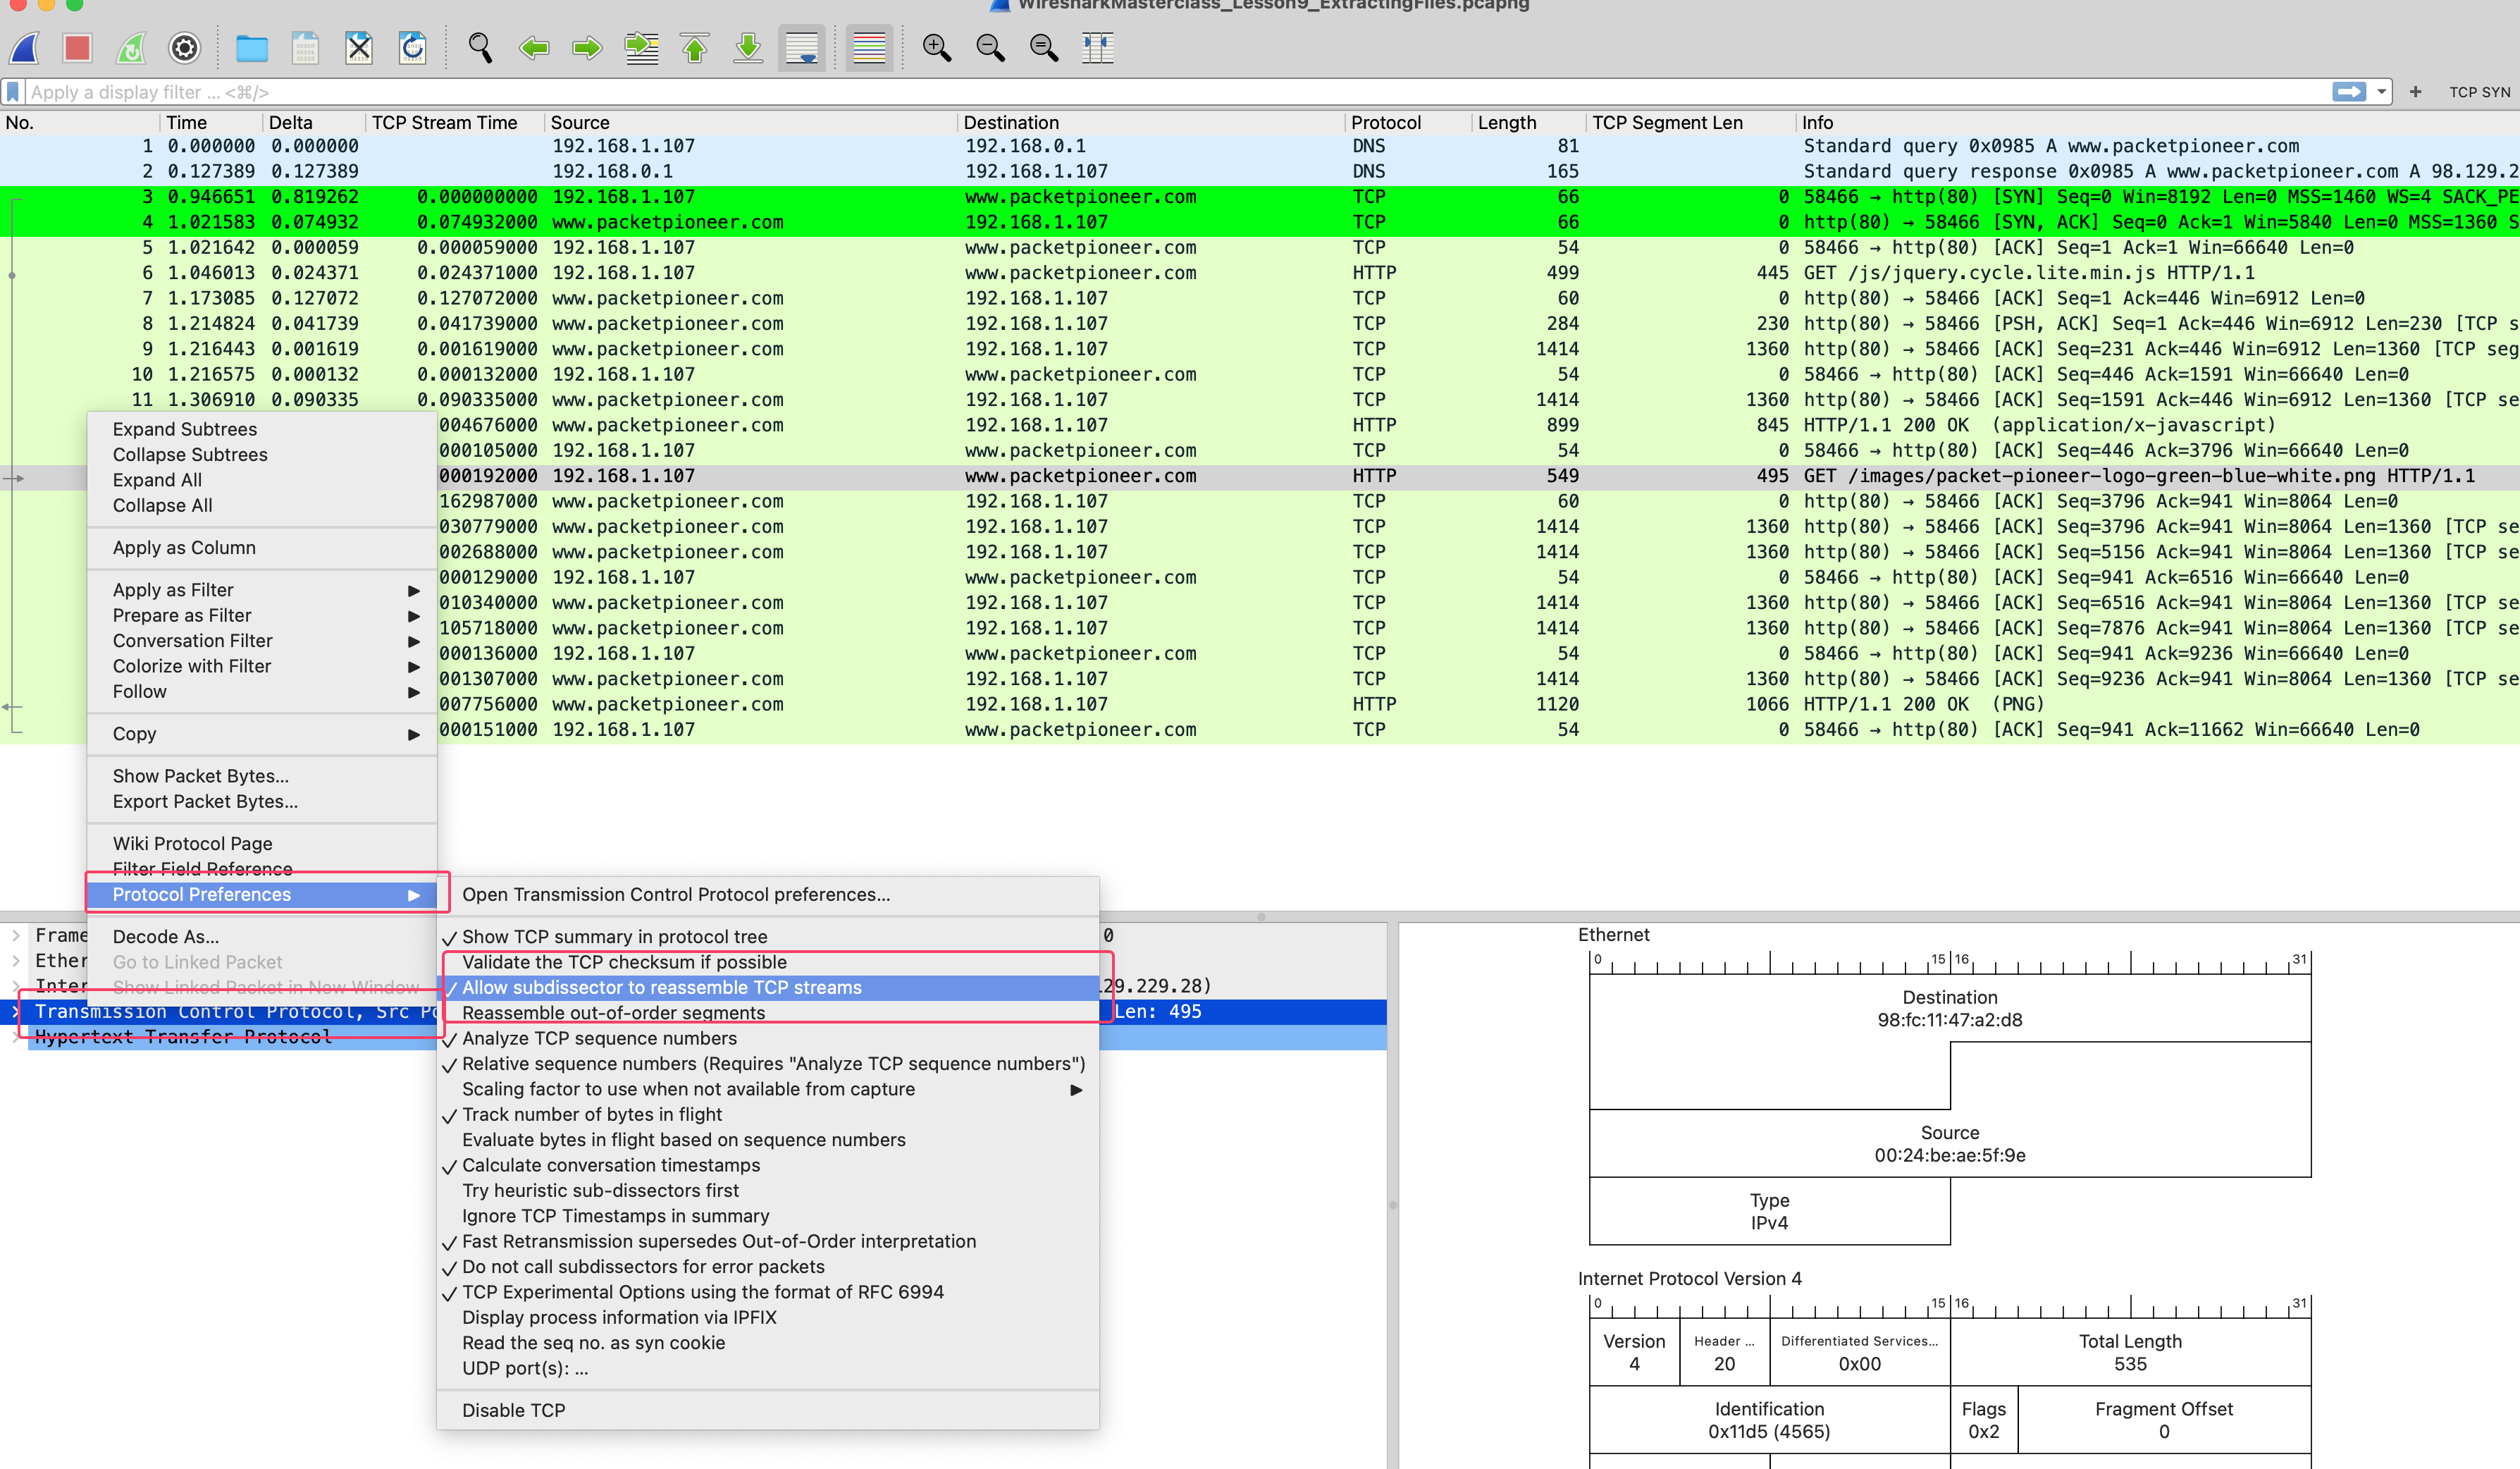 WiresharkMasterclass_Lesson9_ExtractingFiles.pcapng
Apply a display filter ... <⌘/>
+ TCP SYN
No. Time Delta TCP Stream Time Source Destination Protocol Length TCP Segment Len Info
1 0.000000 0.000000 192.168.1.107 192.168.0.1 DNS 81 Standard query 0x0985 A www.packetpioneer.com
2 0.127389 0.127389 192.168.0.1 192.168.1.107 DNS 165 Standard query response 0x0985 A www.packetpioneer.com A 98.129.2
3 0.946651 0.819262 0.000000000 192.168.1.107 www.packetpioneer.com TCP 66 0 58466 → http(80) [SYN] Seq=0 Win=8192 Len=0 MSS=1460 WS=4 SACK_PE
4 1.021583 0.074932 0.074932000 www.packetpioneer.com 192.168.1.107 TCP 66 0 http(80) → 58466 [SYN, ACK] Seq=0 Ack=1 Win=5840 Len=0 MSS=1360 S
5 1.021642 0.000059 0.000059000 192.168.1.107 www.packetpioneer.com TCP 54 0 58466 → http(80) [ACK] Seq=1 Ack=1 Win=66640 Len=0
6 1.046013 0.024371 0.024371000 192.168.1.107 www.packetpioneer.com HTTP 499 445 GET /js/jquery.cycle.lite.min.js HTTP/1.1
7 1.173085 0.127072 0.127072000 www.packetpioneer.com 192.168.1.107 TCP 60 0 http(80) → 58466 [ACK] Seq=1 Ack=446 Win=6912 Len=0
8 1.214824 0.041739 0.041739000 www.packetpioneer.com 192.168.1.107 TCP 284 230 http(80) → 58466 [PSH, ACK] Seq=1 Ack=446 Win=6912 Len=230 [TCP s
9 1.216443 0.001619 0.001619000 www.packetpioneer.com 192.168.1.107 TCP 1414 1360 http(80) → 58466 [ACK] Seq=231 Ack=446 Win=6912 Len=1360 [TCP seg
10 1.216575 0.000132 0.000132000 192.168.1.107 www.packetpioneer.com TCP 54 0 58466 → http(80) [ACK] Seq=446 Ack=1591 Win=66640 Len=0
11 1.306910 0.090335 0.090335000 www.packetpioneer.com 192.168.1.107 TCP 1414 1360 http(80) → 58466 [ACK] Seq=1591 Ack=446 Win=6912 Len=1360 [TCP se
004676000 www.packetpioneer.com 192.168.1.107 HTTP 899 845 HTTP/1.1 200 OK (application/x-javascript)
000105000 192.168.1.107 www.packetpioneer.com TCP 54 0 58466 → http(80) [ACK] Seq=446 Ack=3796 Win=66640 Len=0
000192000 192.168.1.107 www.packetpioneer.com HTTP 549 495 GET /images/packet-pioneer-logo-green-blue-white.png HTTP/1.1
162987000 www.packetpioneer.com 192.168.1.107 TCP 60 0 http(80) → 58466 [ACK] Seq=3796 Ack=941 Win=8064 Len=0
030779000 www.packetpioneer.com 192.168.1.107 TCP 1414 1360 http(80) → 58466 [ACK] Seq=3796 Ack=941 Win=8064 Len=1360 [TCP se
002688000 www.packetpioneer.com 192.168.1.107 TCP 1414 1360 http(80) → 58466 [ACK] Seq=5156 Ack=941 Win=8064 Len=1360 [TCP se
000129000 192.168.1.107 www.packetpioneer.com TCP 54 0 58466 → http(80) [ACK] Seq=941 Ack=6516 Win=66640 Len=0
010340000 www.packetpioneer.com 192.168.1.107 TCP 1414 1360 http(80) → 58466 [ACK] Seq=6516 Ack=941 Win=8064 Len=1360 [TCP se
105718000 www.packetpioneer.com 192.168.1.107 TCP 1414 1360 http(80) → 58466 [ACK] Seq=7876 Ack=941 Win=8064 Len=1360 [TCP se
000136000 192.168.1.107 www.packetpioneer.com TCP 54 0 58466 → http(80) [ACK] Seq=941 Ack=9236 Win=66640 Len=0
001307000 www.packetpioneer.com 192.168.1.107 TCP 1414 1360 http(80) → 58466 [ACK] Seq=9236 Ack=941 Win=8064 Len=1360 [TCP se
007756000 www.packetpioneer.com 192.168.1.107 HTTP 1120 1066 HTTP/1.1 200 OK (PNG)
000151000 192.168.1.107 www.packetpioneer.com TCP 54 0 58466 → http(80) [ACK] Seq=941 Ack=11662 Win=66640 Len=0
Expand Subtrees
Collapse Subtrees
Expand All
Collapse All
Apply as Column
Apply as Filter
Prepare as Filter
Conversation Filter
Colorize with Filter
Follow
Copy
Show Packet Bytes...
Export Packet Bytes...
Wiki Protocol Page
Filter Field Reference
Protocol Preferences
Decode As...
Go to Linked Packet
Show Linked Packet in New Window
Open Transmission Control Protocol preferences...
Show TCP summary in protocol tree
Validate the TCP checksum if possible
Allow subdissector to reassemble TCP streams
Reassemble out-of-order segments
Analyze TCP sequence numbers
Relative sequence numbers (Requires "Analyze TCP sequence numbers")
Scaling factor to use when not available from capture
Track number of bytes in flight
Evaluate bytes in flight based on sequence numbers
Calculate conversation timestamps
Try heuristic sub-dissectors first
Ignore TCP Timestamps in summary
Fast Retransmission supersedes Out-of-Order interpretation
Do not call subdissectors for error packets
TCP Experimental Options using the format of RFC 6994
Display process information via IPFIX
Read the seq no. as syn cookie
UDP port(s): ...
Disable TCP
Frame 0
Ether
Inter 29.229.28)
Transmission Control Protocol, Src Po Len: 495
Hypertext Transfer Protocol
Ethernet
0 15 16 31
Destination
98:fc:11:47:a2:d8
Source
00:24:be:ae:5f:9e
Type
IPv4
Internet Protocol Version 4
0 15 16 31
Version Header ... Differentiated Services... Total Length
4 20 0x00 535
Identification Flags Fragment Offset
0x11d5 (4565) 0x2 0